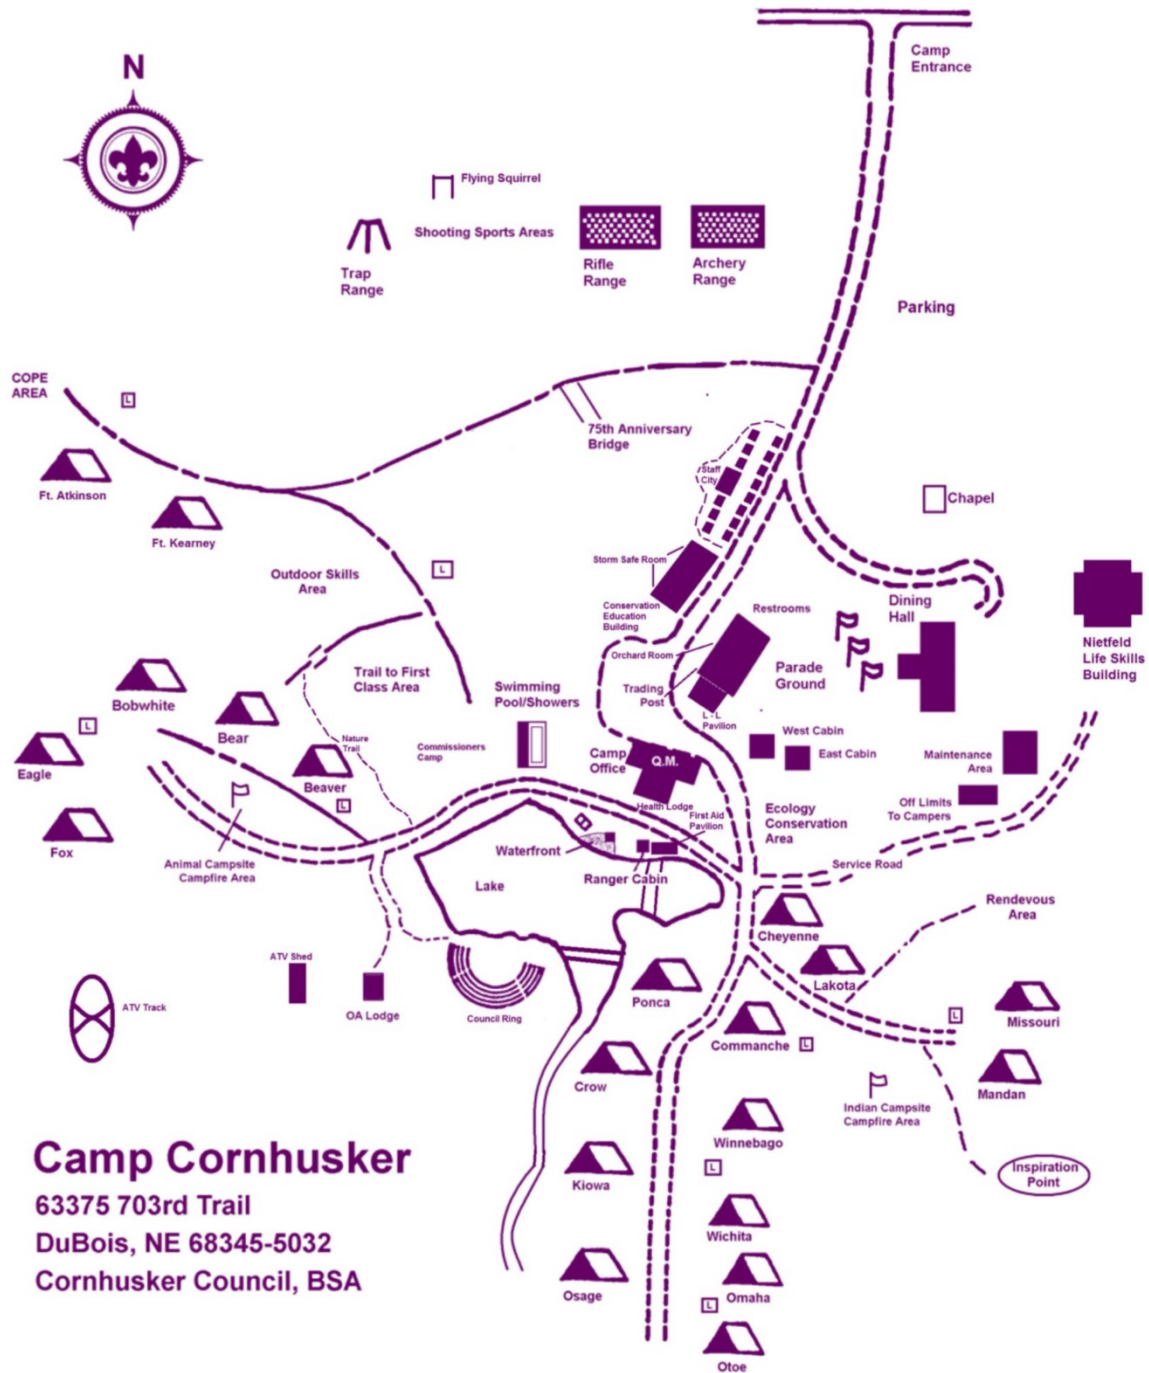 Camp
Entrance
N
Flying Squirrel
Shooting Sports Areas
Trap
Range
Rifle
Range
Archery
Range
Parking
COPE
AREA
L
75th Anniversary
Bridge
Staff
City
Ft. Atkinson
Chapel
Ft. Kearney
Storm Safe Room
L
Outdoor Skills
Area
Conservation
Education
Building
Restrooms
Dining
Hall
Nietfeld
Life Skills
Building
Orchard Room
Parade
Ground
Trail to First
Class Area
Swimming
Pool/Showers
Trading
Post
L - L
Pavilion
Bobwhite
L
Bear
Nature
Trail
Commissioners
Camp
Camp
Office
Q.M.
West Cabin
East Cabin
Maintenance
Area
Eagle
Beaver
L
Health Lodge
First Aid
Pavilion
Ecology
Conservation
Area
Off Limits
To Campers
Fox
Animal Campsite
Campfire Area
Waterfront
Ranger Cabin
Service Road
Lake
Rendevous
Area
Cheyenne
ATV Shed
Lakota
Ponca
ATV Track
OA Lodge
Council Ring
L
Missouri
Commanche
L
Crow
Mandan
Indian Campsite
Campfire Area
Winnebago
L
Inspiration
Point
Kiowa
Wichita
Osage
Omaha
L
Otoe
Camp Cornhusker
63375 703rd Trail
DuBois, NE 68345-5032
Cornhusker Council, BSA